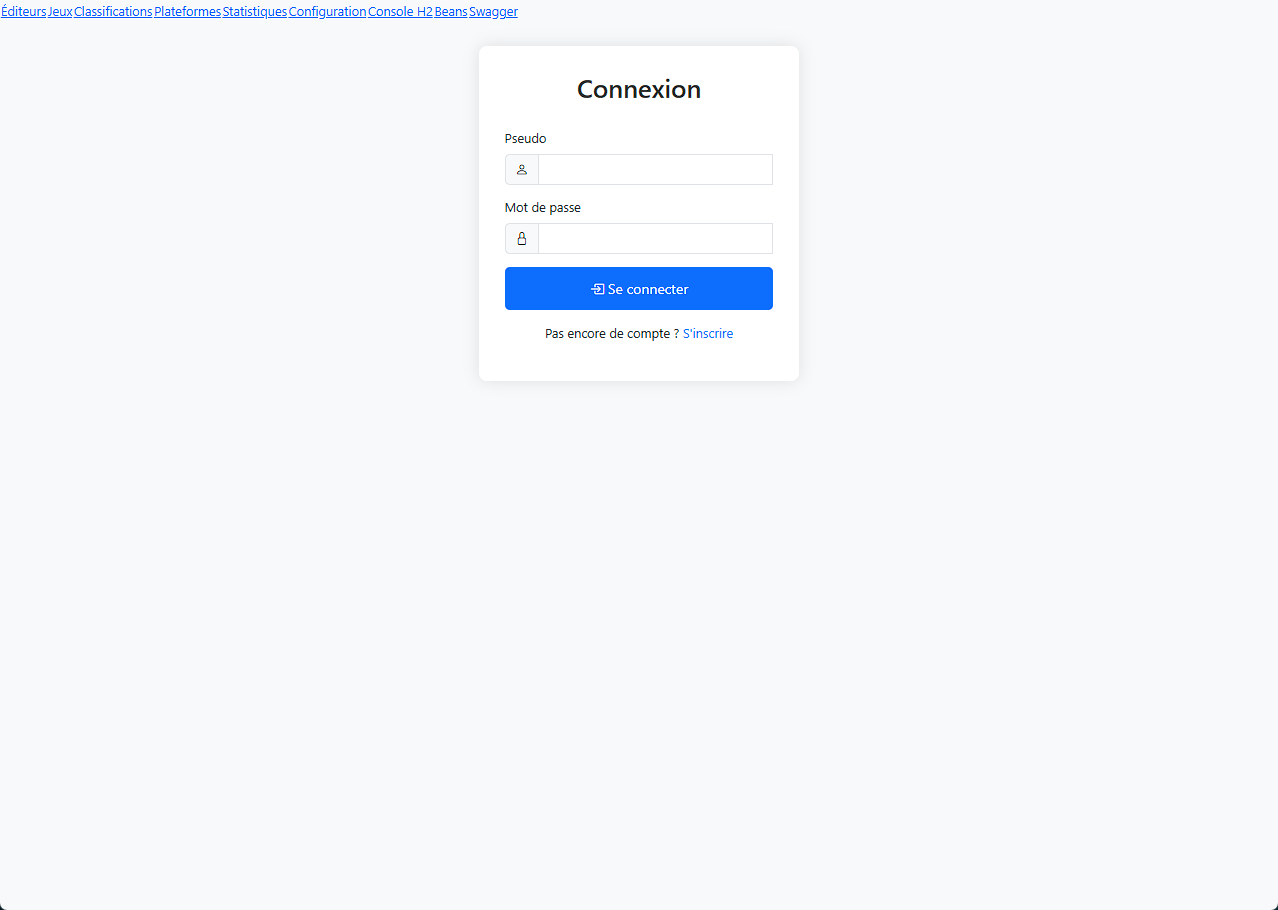 Éditeurs Jeux Classifications Plateformes Statistiques Configuration Console H2 Beans Swagger
Connexion
Pseudo
Mot de passe
Se connecter
Pas encore de compte ? S'inscrire